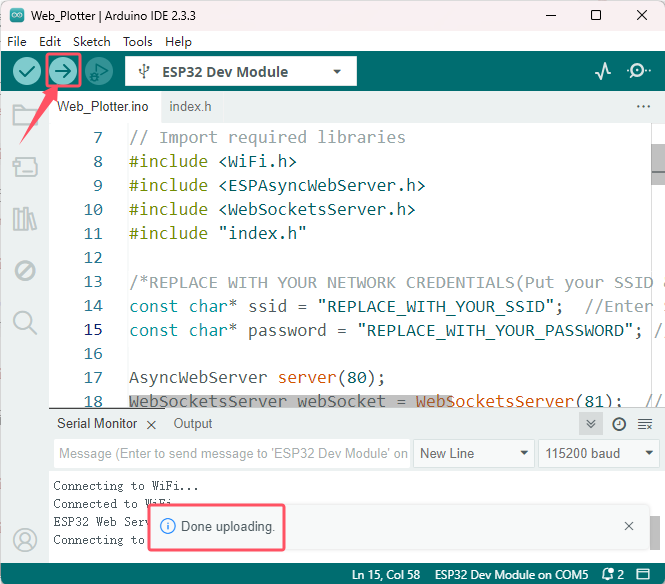 Web_Plotter | Arduino IDE 2.3.3
File Edit Sketch Tools Help
ESP32 Dev Module
Web_Plotter.ino index.h
7 // Import required libraries
8 #include <WiFi.h>
9 #include <ESPAsyncWebServer.h>
10 #include <WebSocketsServer.h>
11 #include "index.h"
12
13 /*REPLACE WITH YOUR NETWORK CREDENTIALS(Put your SSID
14 const char* ssid = "REPLACE_WITH_YOUR_SSID"; //Enter
15 const char* password = "REPLACE_WITH_YOUR_PASSWORD"; /
16
17 AsyncWebServer server(80);
18 WebSocketsServer webSocket = WebSocketsServer(81); //
Serial Monitor Output
Message (Enter to send message to 'ESP32 Dev Module' on New Line 115200 baud
Connecting to WiFi...
Connected to WiFi
ESP32 Web Serv
Connecting to
Done uploading.
Ln 15, Col 58 ESP32 Dev Module on COM5 2